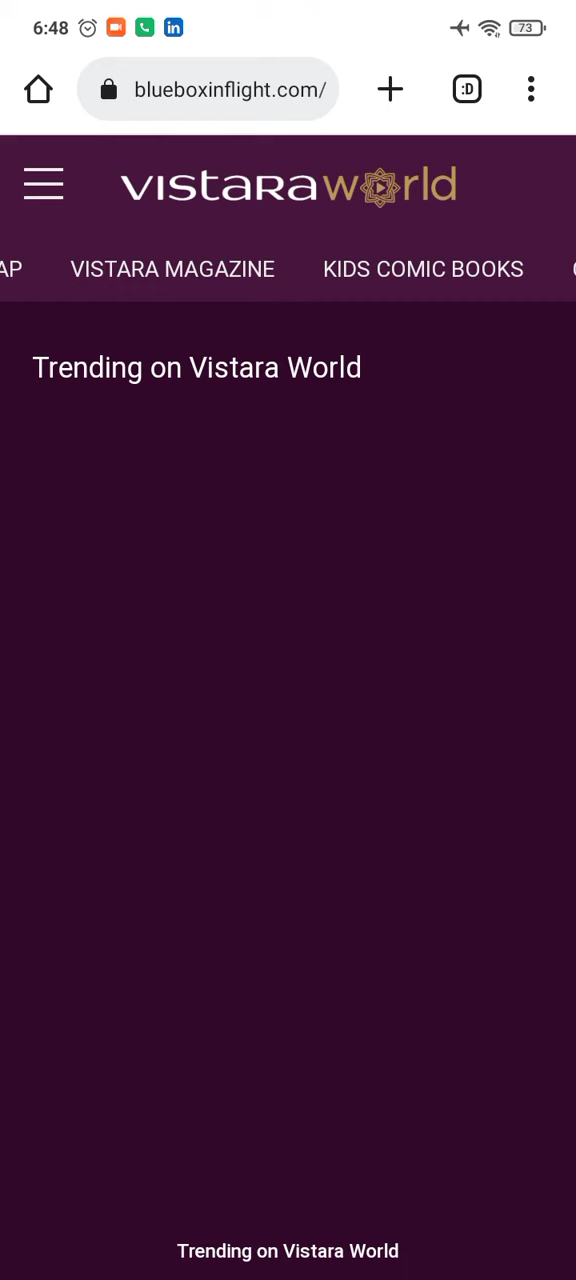 6:48
73
:D
blueboxinflight.com/
vistara world
AP VISTARA MAGAZINE KIDS COMIC BOOKS
Trending on Vistara World
Trending on Vistara World